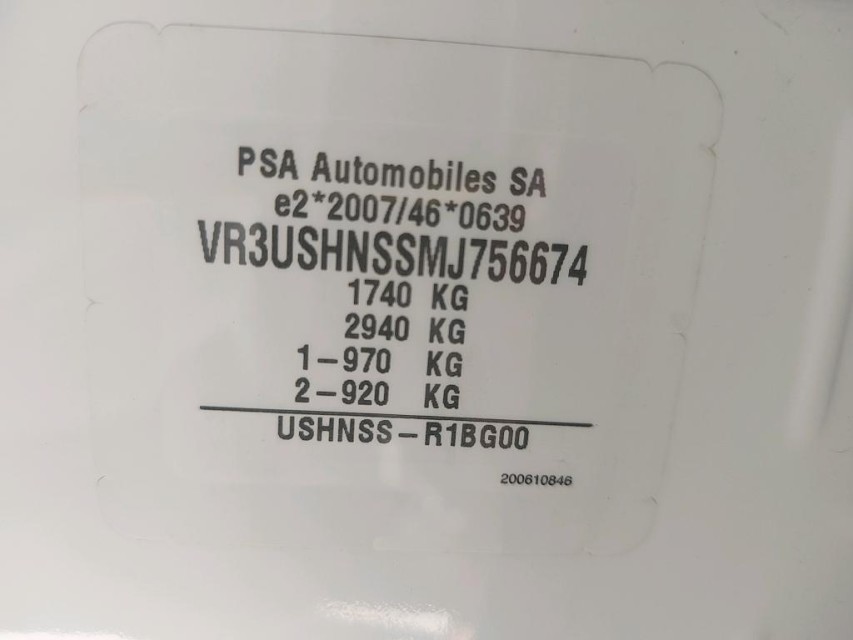 PSA Automobiles SA
e2*2007/46*0639
VR3USHNSSMJ756674
1740 KG
2940 KG
1-970 KG
2-920 KG
USHNSS-R1BG00
200610846